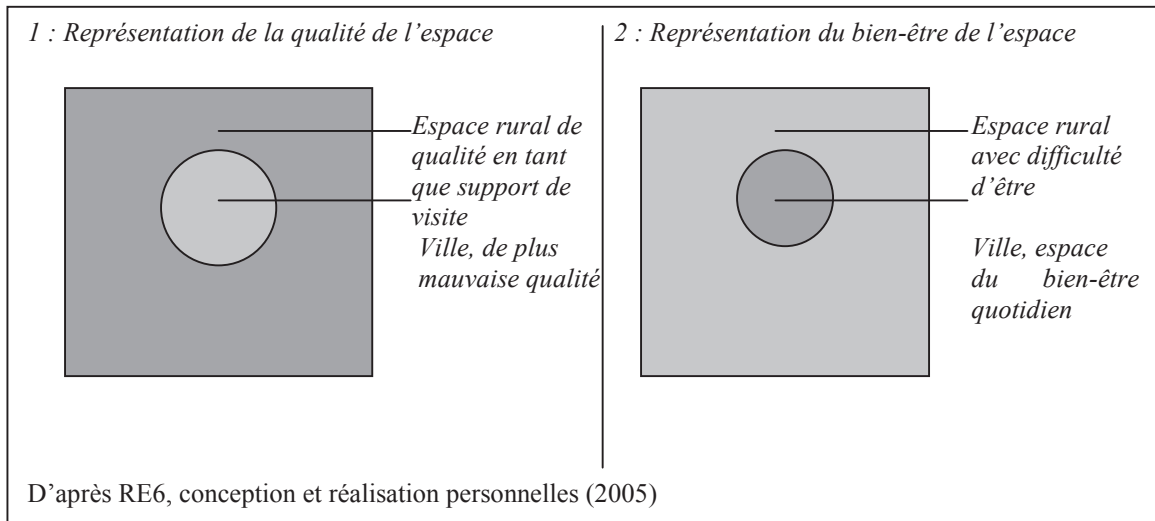 1 : Représentation de la qualité de l’espace
Espace rural de
qualité en tant
que support de
visite
Ville, de plus
mauvaise qualité
2 : Représentation du bien-être de l’espace
Espace rural
avec difficulté
d’être
Ville, espace
du bien-être
quotidien
D’après RE6, conception et réalisation personnelles (2005)